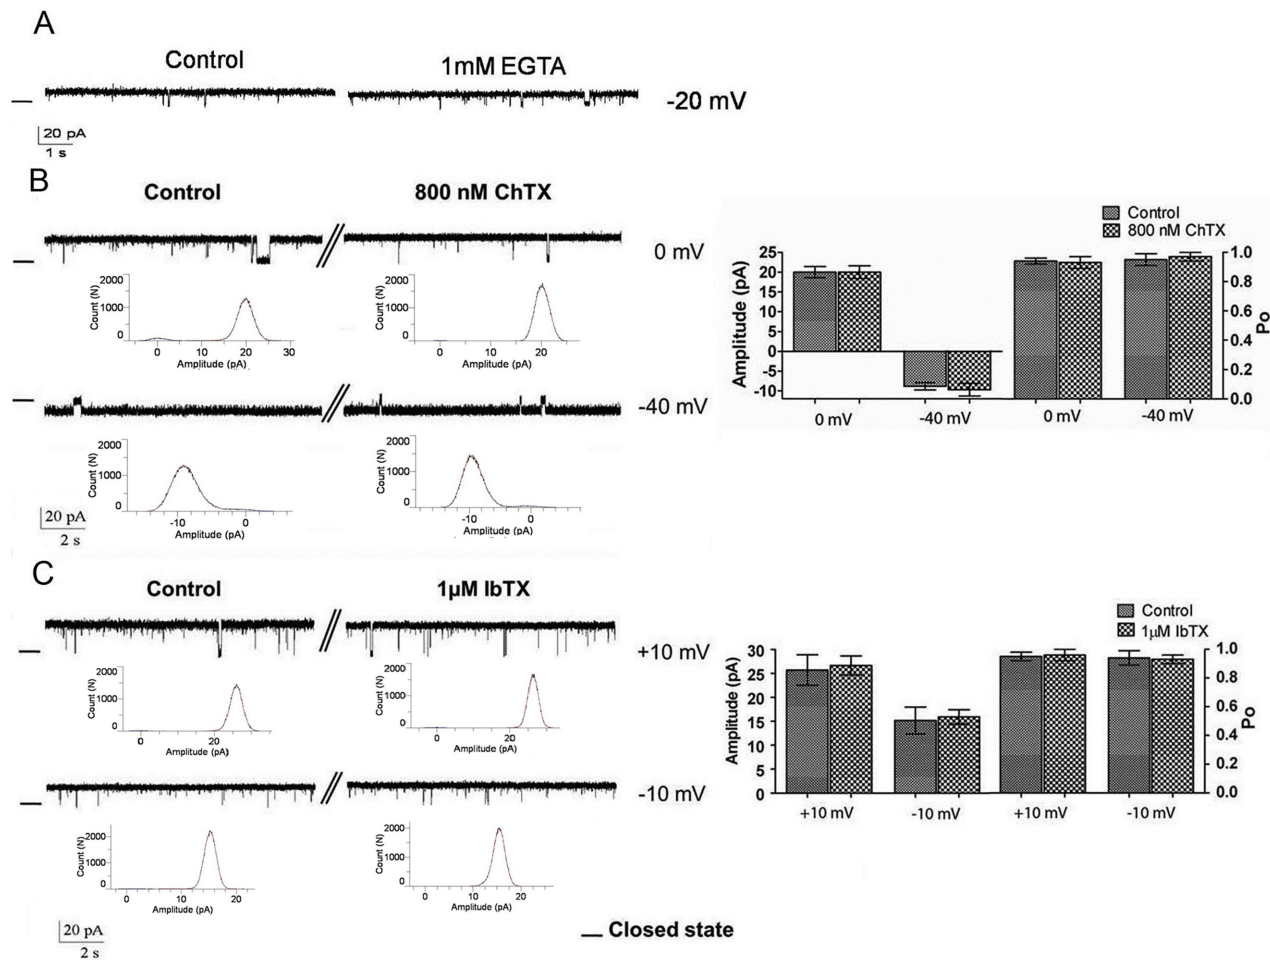 A
Control 1mM EGTA
-20 mV
20 pA
1 s
B
Control 800 nM ChTX
0 mV
2000
1000
0
Count (N)
0 10 20 30
Amplitude (pA)
2000
1000
0
Count (N)
0 20
Amplitude (pA)
-40 mV
2000
1000
0
Count (N)
-10 0
Amplitude (pA)
2000
1000
0
Count (N)
-10 0
Amplitude (pA)
20 pA
2 s
Control
800 nM ChTX
Amplitude (pA)
25
20
15
10
5
0
-5
-10
1.0
0.8
0.6
0.4
0.2
0.0
Po
0 mV -40 mV 0 mV -40 mV
C
Control 1µM IbTX
+10 mV
2000
1000
0
Count (N)
0 20
Amplitude (pA)
2000
1000
0
Count (N)
0 20
Amplitude (pA)
-10 mV
2000
1000
0
Count (N)
0 10 20
Amplitude (pA)
2000
1000
0
Count (N)
0 10 20
Amplitude (pA)
20 pA
2 s
Control
1µM IbTX
Amplitude (pA)
30
25
20
15
10
5
0
1.0
0.8
0.6
0.4
0.2
0.0
Po
+10 mV -10 mV +10 mV -10 mV
Closed state